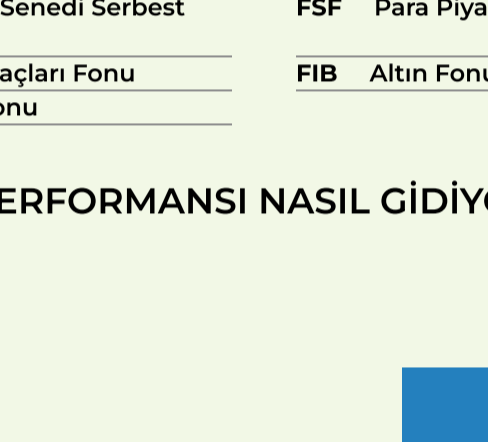 Senedi Serbest
FSF Para Piya
açları Fonu
FIB Altın Fonu
onu
ERFORMANSI NASIL GİDİY